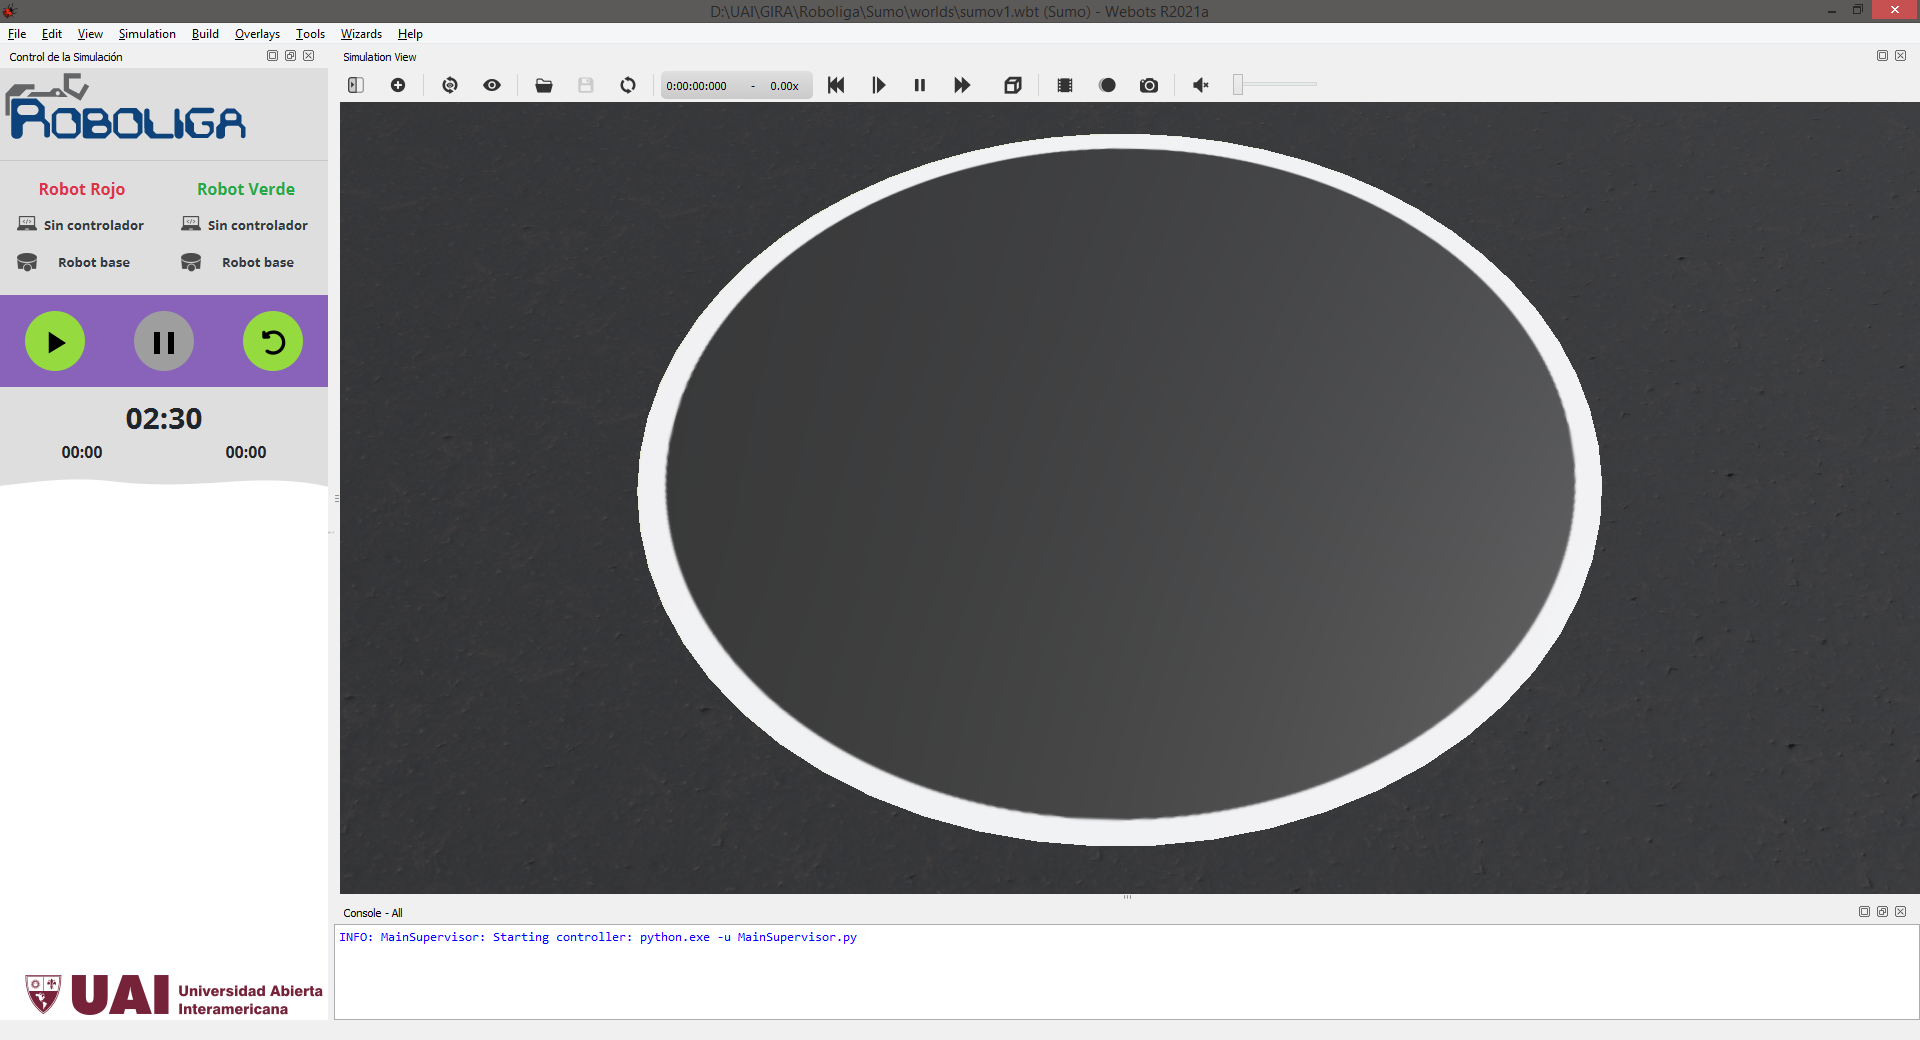 D:\UAI\GIRA\Roboliga\Sumo\worlds\sumov1.wbt (Sumo) - Webots R2021a
File Edit View Simulation Build Overlays Tools Wizards Help
Control de la Simulación
Simulation View
0:00:00:000 - 0.00x
ROBOLIGA
Robot Rojo Robot Verde
Sin controlador Sin controlador
Robot base Robot base
02:30
00:00 00:00
Console - All
INFO: MainSupervisor: Starting controller: python.exe -u MainSupervisor.py
UAI Universidad Abierta
Interamericana